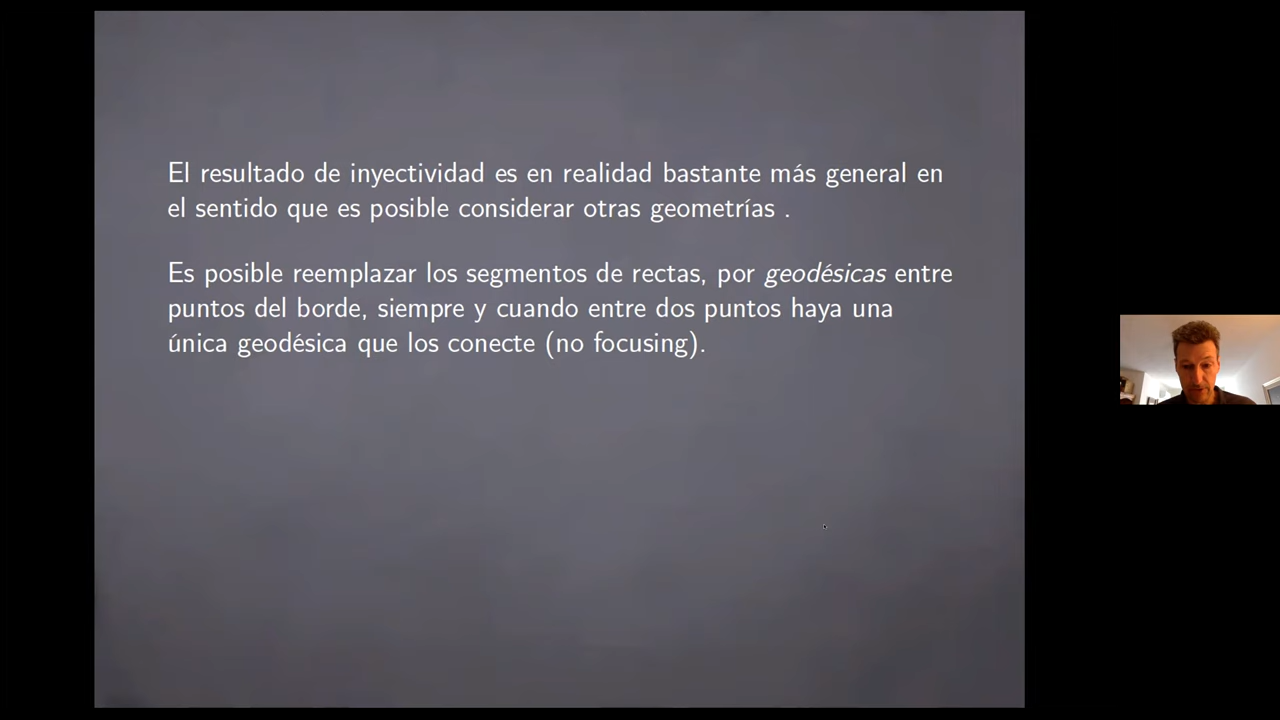 El resultado de inyectividad es en realidad bastante más general en
el sentido que es posible considerar otras geometrías .
Es posible reemplazar los segmentos de rectas, por geodésicas entre
puntos del borde, siempre y cuando entre dos puntos haya una
única geodésica que los conecte (no focusing).